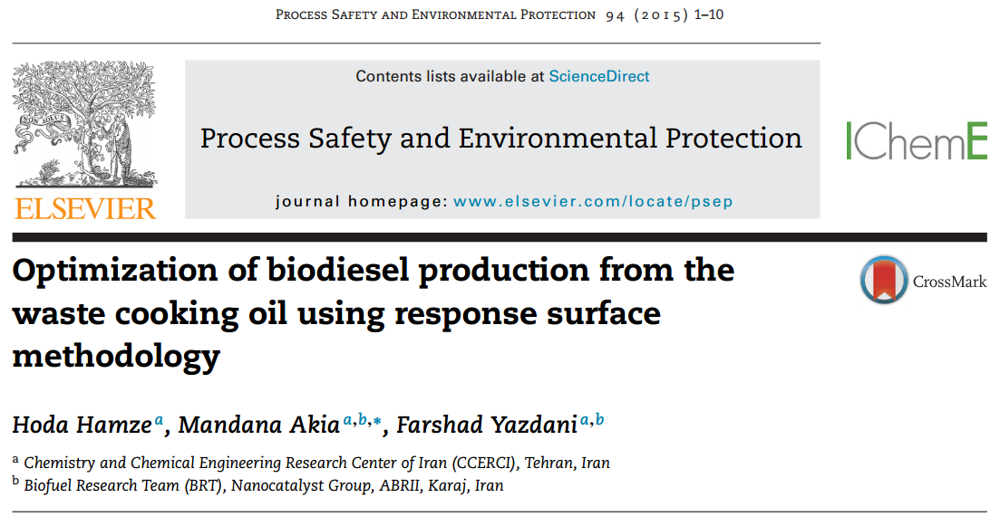 PROCESS SAFETY AND ENVIRONMENTAL PROTECTION 94 (2015) 1–10
Contents lists available at ScienceDirect
Process Safety and Environmental Protection
journal homepage: www.elsevier.com/locate/psep
NON SOLUS
ELSEVIER
IChemE
Optimization of biodiesel production from the
waste cooking oil using response surface
methodology
CrossMark
Hoda Hamze a, Mandana Akia a,b,*, Farshad Yazdani a,b
a Chemistry and Chemical Engineering Research Center of Iran (CCERCI), Tehran, Iran
b Biofuel Research Team (BRT), Nanocatalyst Group, ABRII, Karaj, Iran